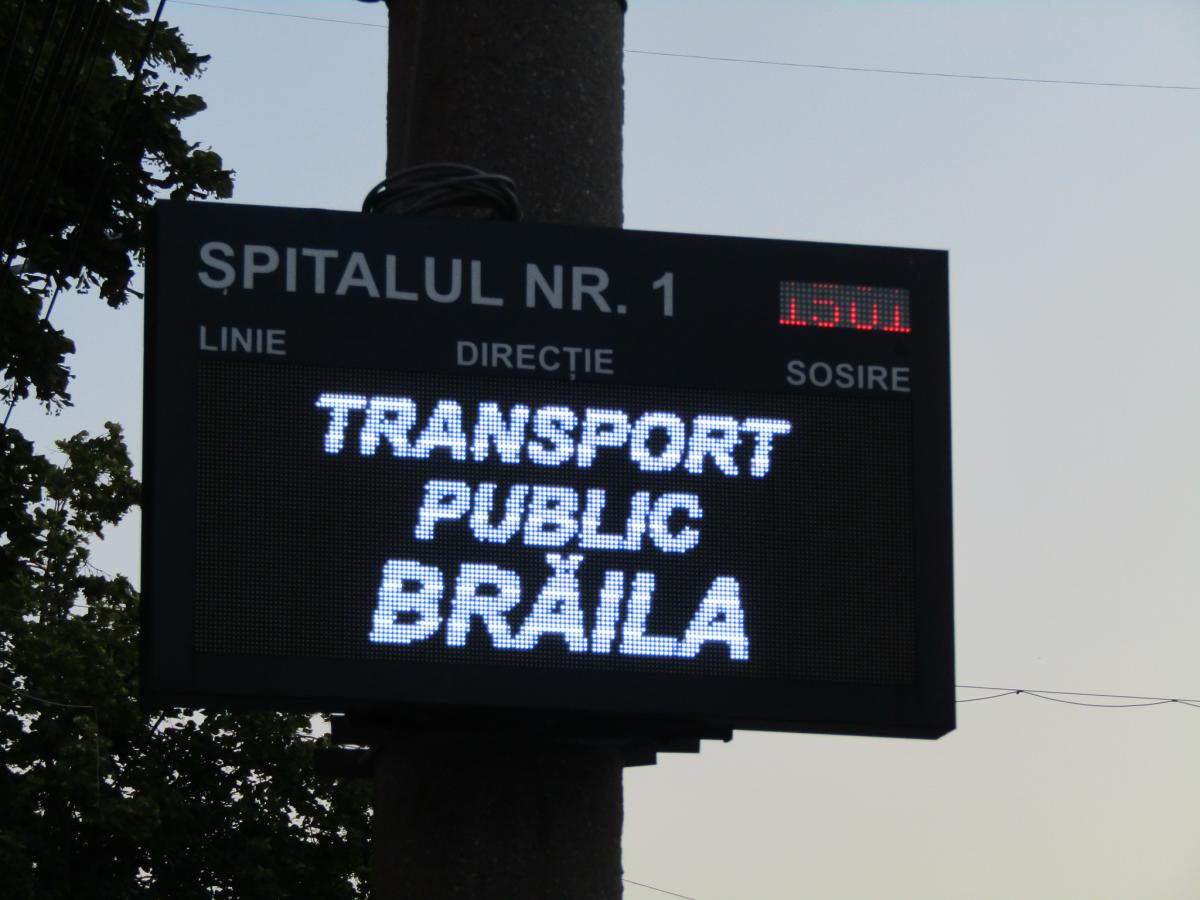 SPITALUL NR. 1
LINIE DIRECȚIE SOSIRE
TRANSPORT
PUBLIC
BRĂILA